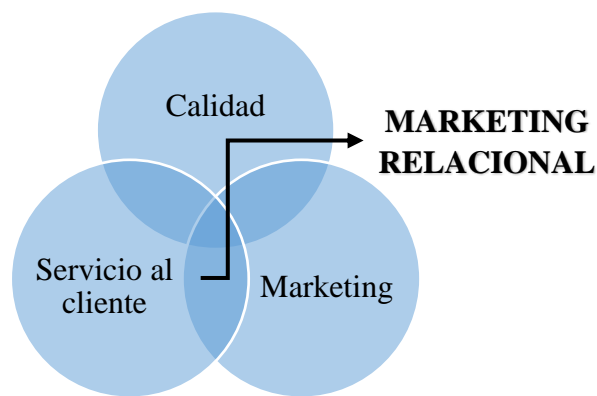 Calidad
MARKETING
RELACIONAL
Servicio al
cliente
Marketing